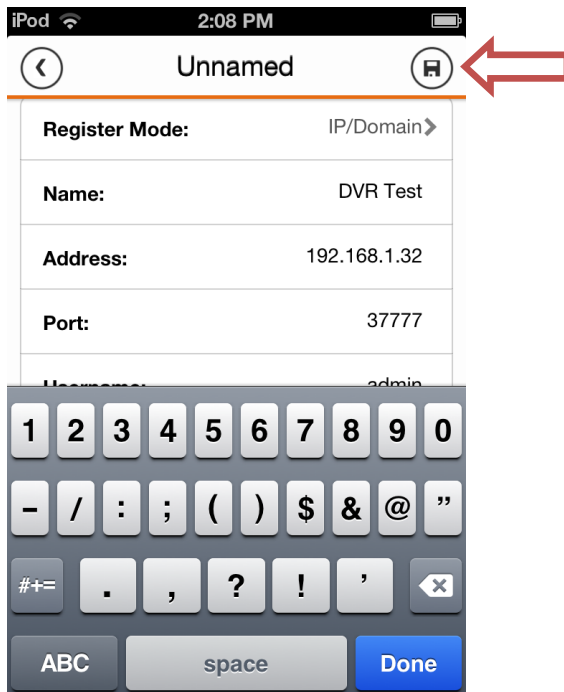 iPod 2:08 PM
Unnamed
Register Mode: IP/Domain
Name: DVR Test
Address: 192.168.1.32
Port: 37777
Username: admin
1 2 3 4 5 6 7 8 9 0
- / : ; ( ) $ & @ ”
#+= . , ? ! ’
ABC space Done